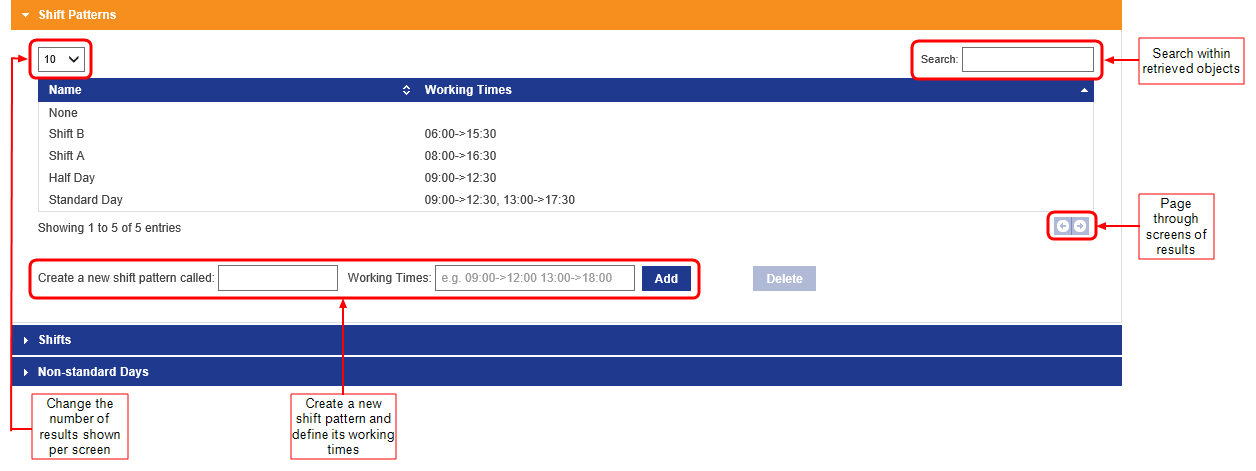 Shift Patterns
10
Search:
Search within
retrieved objects
Name Working Times
None
Shift B 06:00->15:30
Shift A 08:00->16:30
Half Day 09:00->12:30
Standard Day 09:00->12:30, 13:00->17:30
Showing 1 to 5 of 5 entries
Page
through
screens of
results
Create a new shift pattern called: Working Times: e.g. 09:00->12:00 13:00->18:00 Add Delete
Shifts
Non-standard Days
Change the
number of
results shown
per screen
Create a new
shift pattern and
define its working
times